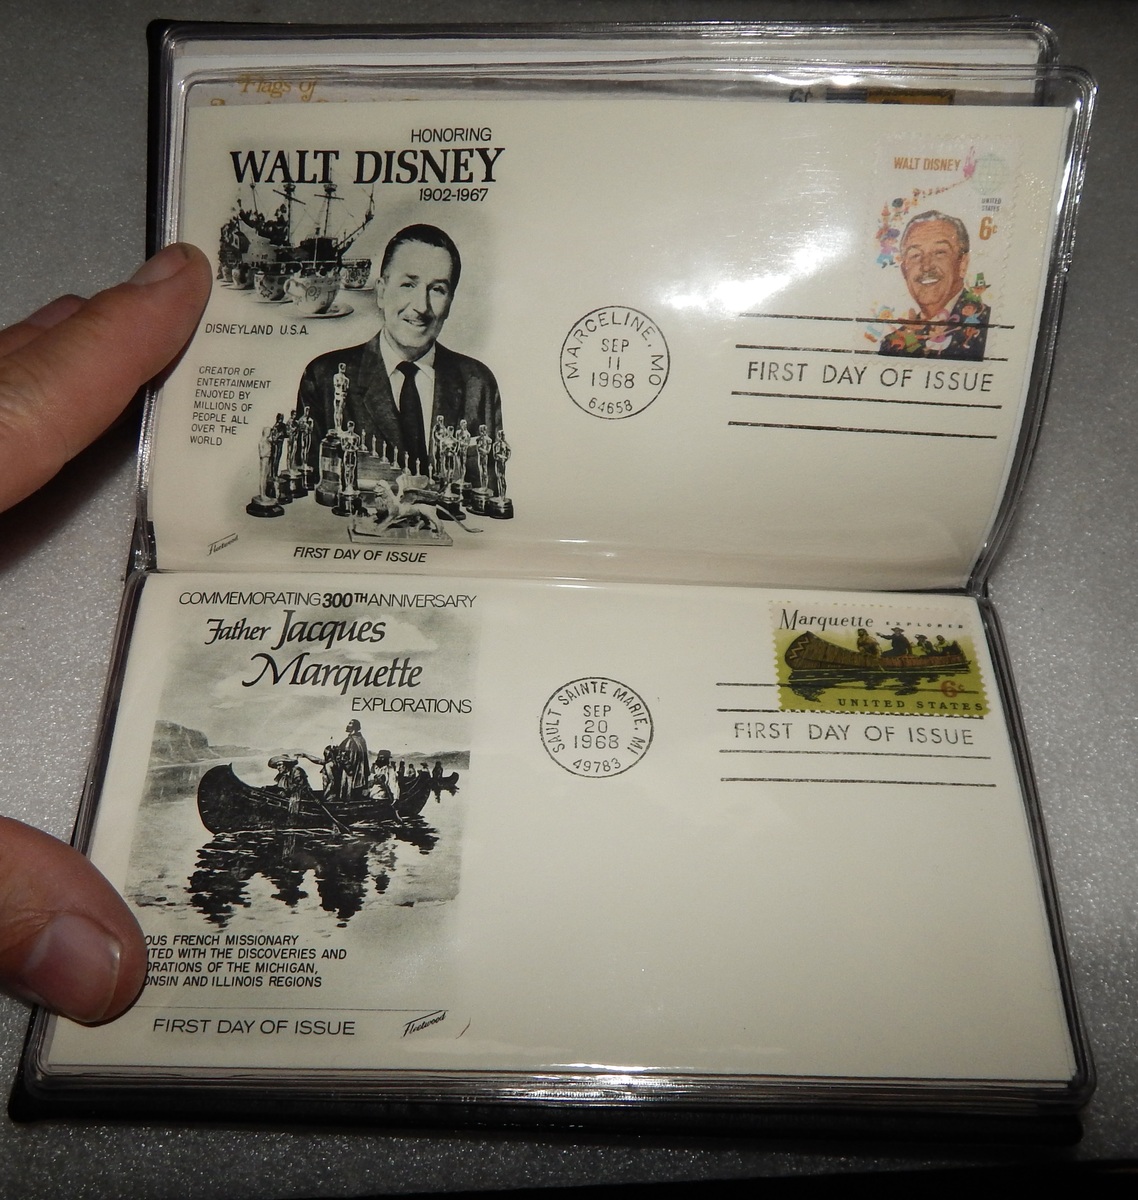 Flags of
6¢
HONORING
WALT DISNEY
1902-1967
DISNEYLAND U.S.A.
CREATOR OF
ENTERTAINMENT
ENJOYED BY
MILLIONS OF
PEOPLE ALL
OVER THE
WORLD
Fleetwood
FIRST DAY OF ISSUE
MARCELINE, MO
SEP
11
1968
64658
WALT DISNEY
UNITED
STATES
6¢
FIRST DAY OF ISSUE
COMMEMORATING 300TH ANNIVERSARY
Father Jacques
Marquette
EXPLORATIONS
OUS FRENCH MISSIONARY
ITED WITH THE DISCOVERIES AND
ORATIONS OF THE MICHIGAN,
ONSIN AND ILLINOIS REGIONS
FIRST DAY OF ISSUE
Fleetwood
SAULT SAINTE MARIE, MI
SEP
20
1968
49783
Marquette EXPLORER
6¢
UNITED STATES
FIRST DAY OF ISSUE